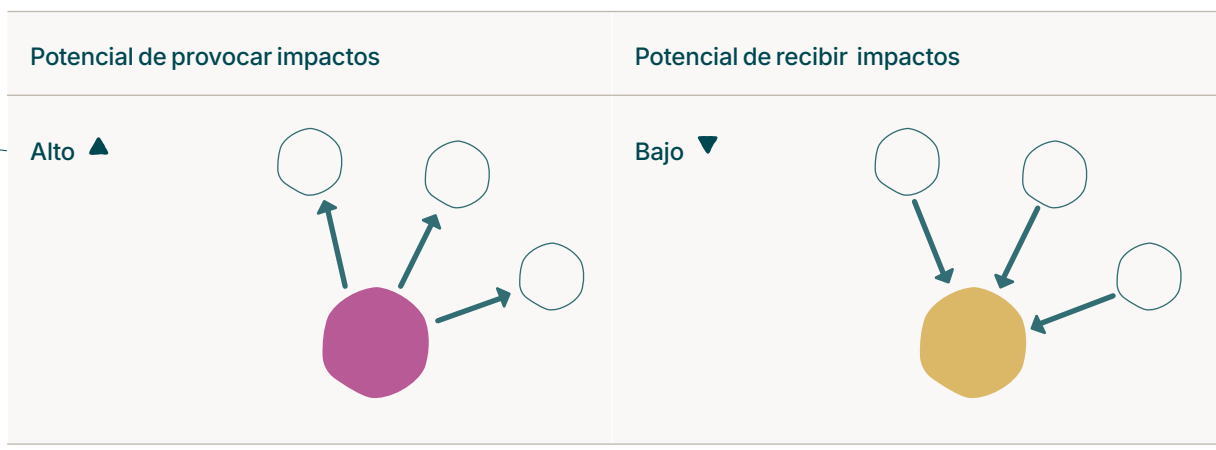 Potencial de provocar impactos
Potencial de recibir impactos
Alto
Bajo